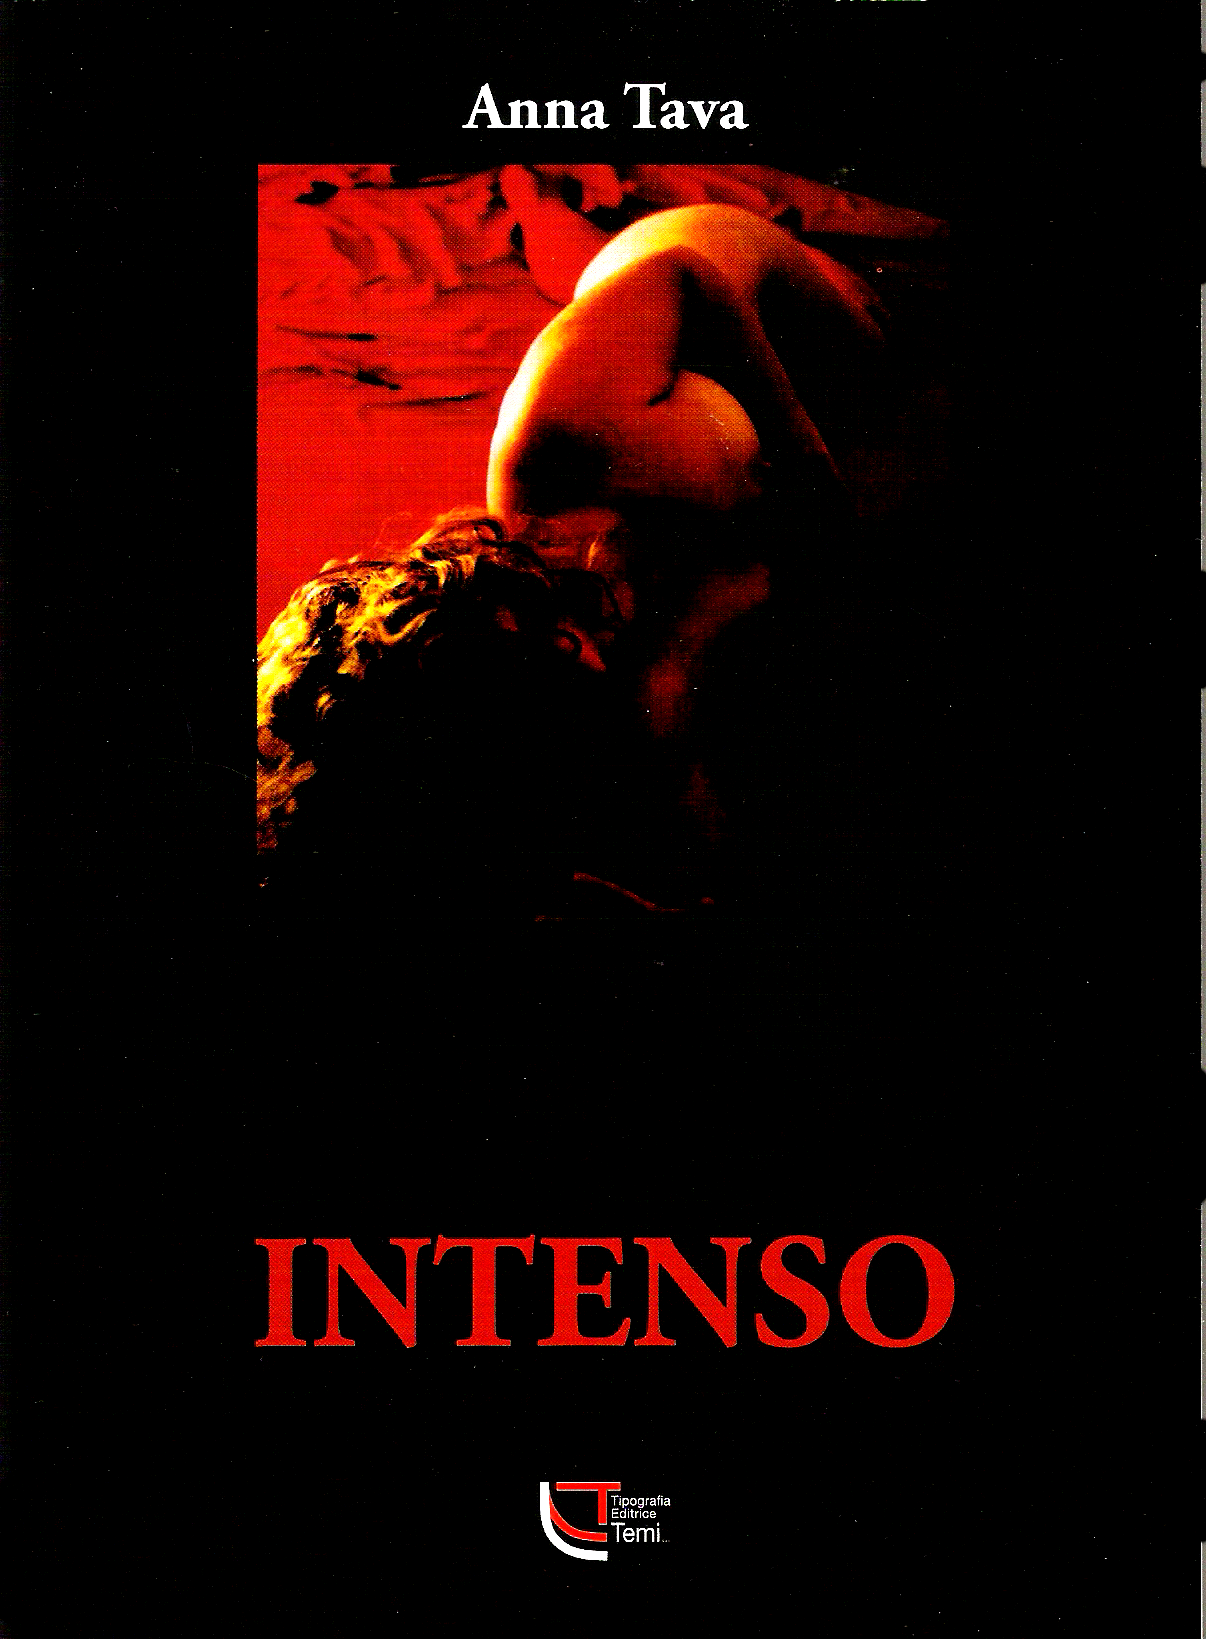 Anna Tava
INTENSO
Tipografia
Editrice
Temi